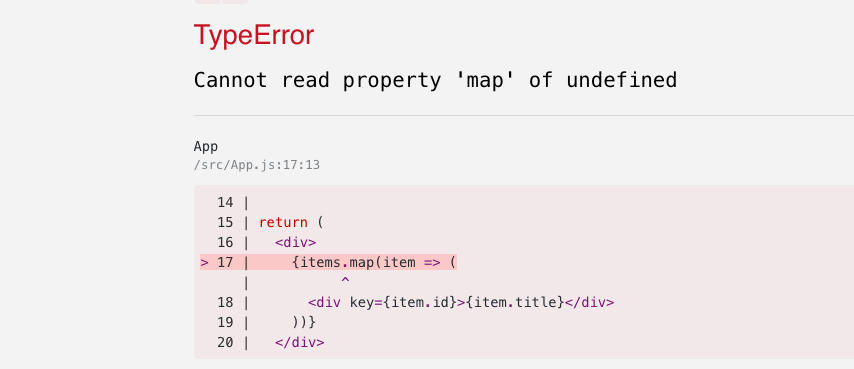 TypeError
Cannot read property 'map' of undefined
App
/src/App.js:17:13
  14 |
  15 | return (
  16 |   <div>
> 17 |     {items.map(item => (
     |           ^
  18 |       <div key={item.id}>{item.title}</div>
  19 |     ))}
  20 |   </div>